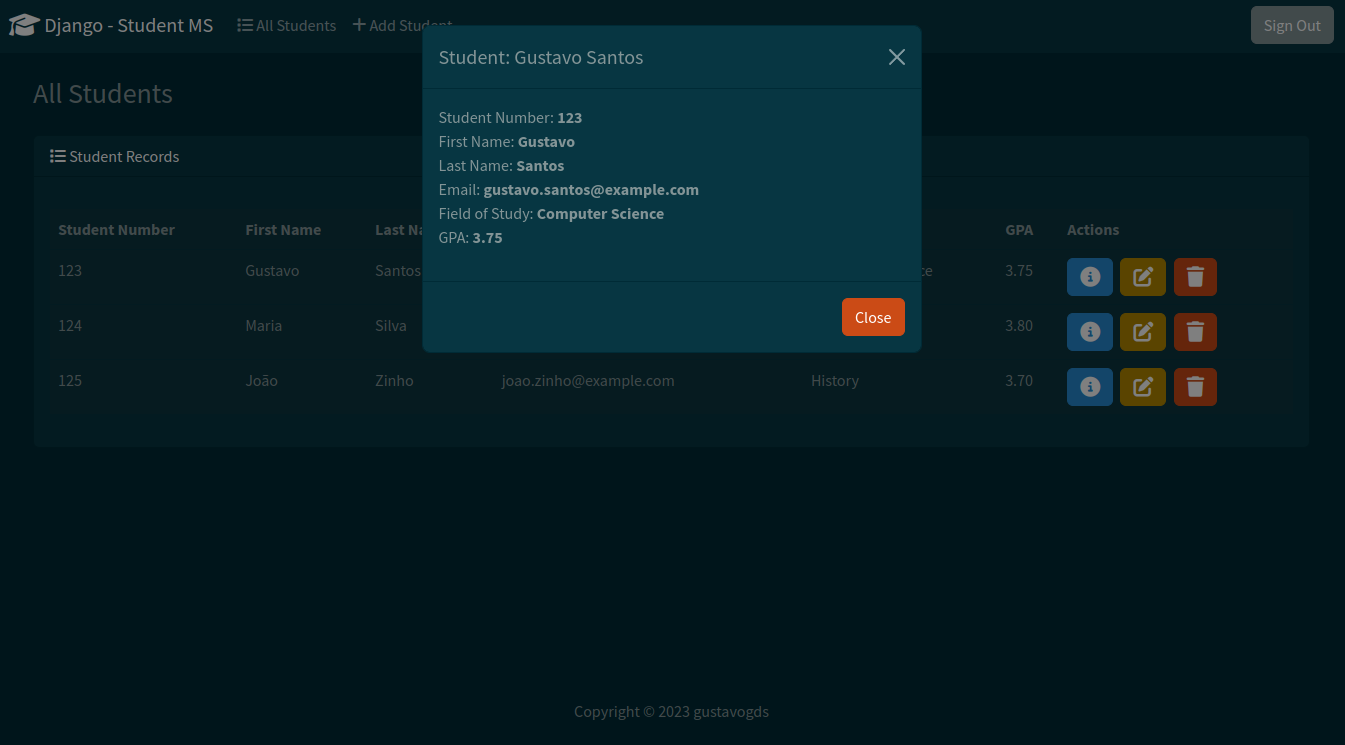 Django - Student MS All Students Add Student Sign Out
Student: Gustavo Santos
All Students
Student Number: 123
First Name: Gustavo
Last Name: Santos
Email: gustavo.santos@example.com
Field of Study: Computer Science
GPA: 3.75
Close
Student Records
Student Number First Name Last Na GPA Actions
123 Gustavo Santos ce 3.75
124 Maria Silva 3.80
125 João Zinho joao.zinho@example.com History 3.70
Copyright © 2023 gustavogds